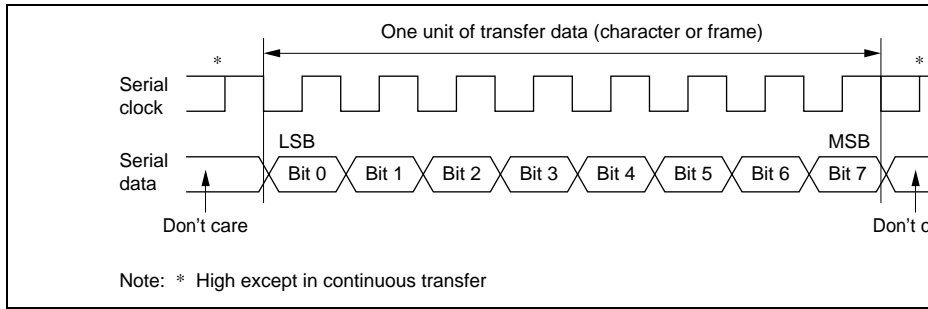 One unit of transfer data (character or frame)
* *
Serial
clock
LSB MSB
Serial
data
Bit 0 Bit 1 Bit 2 Bit 3 Bit 4 Bit 5 Bit 6 Bit 7
Don't care Don't
Note: * High except in continuous transfer